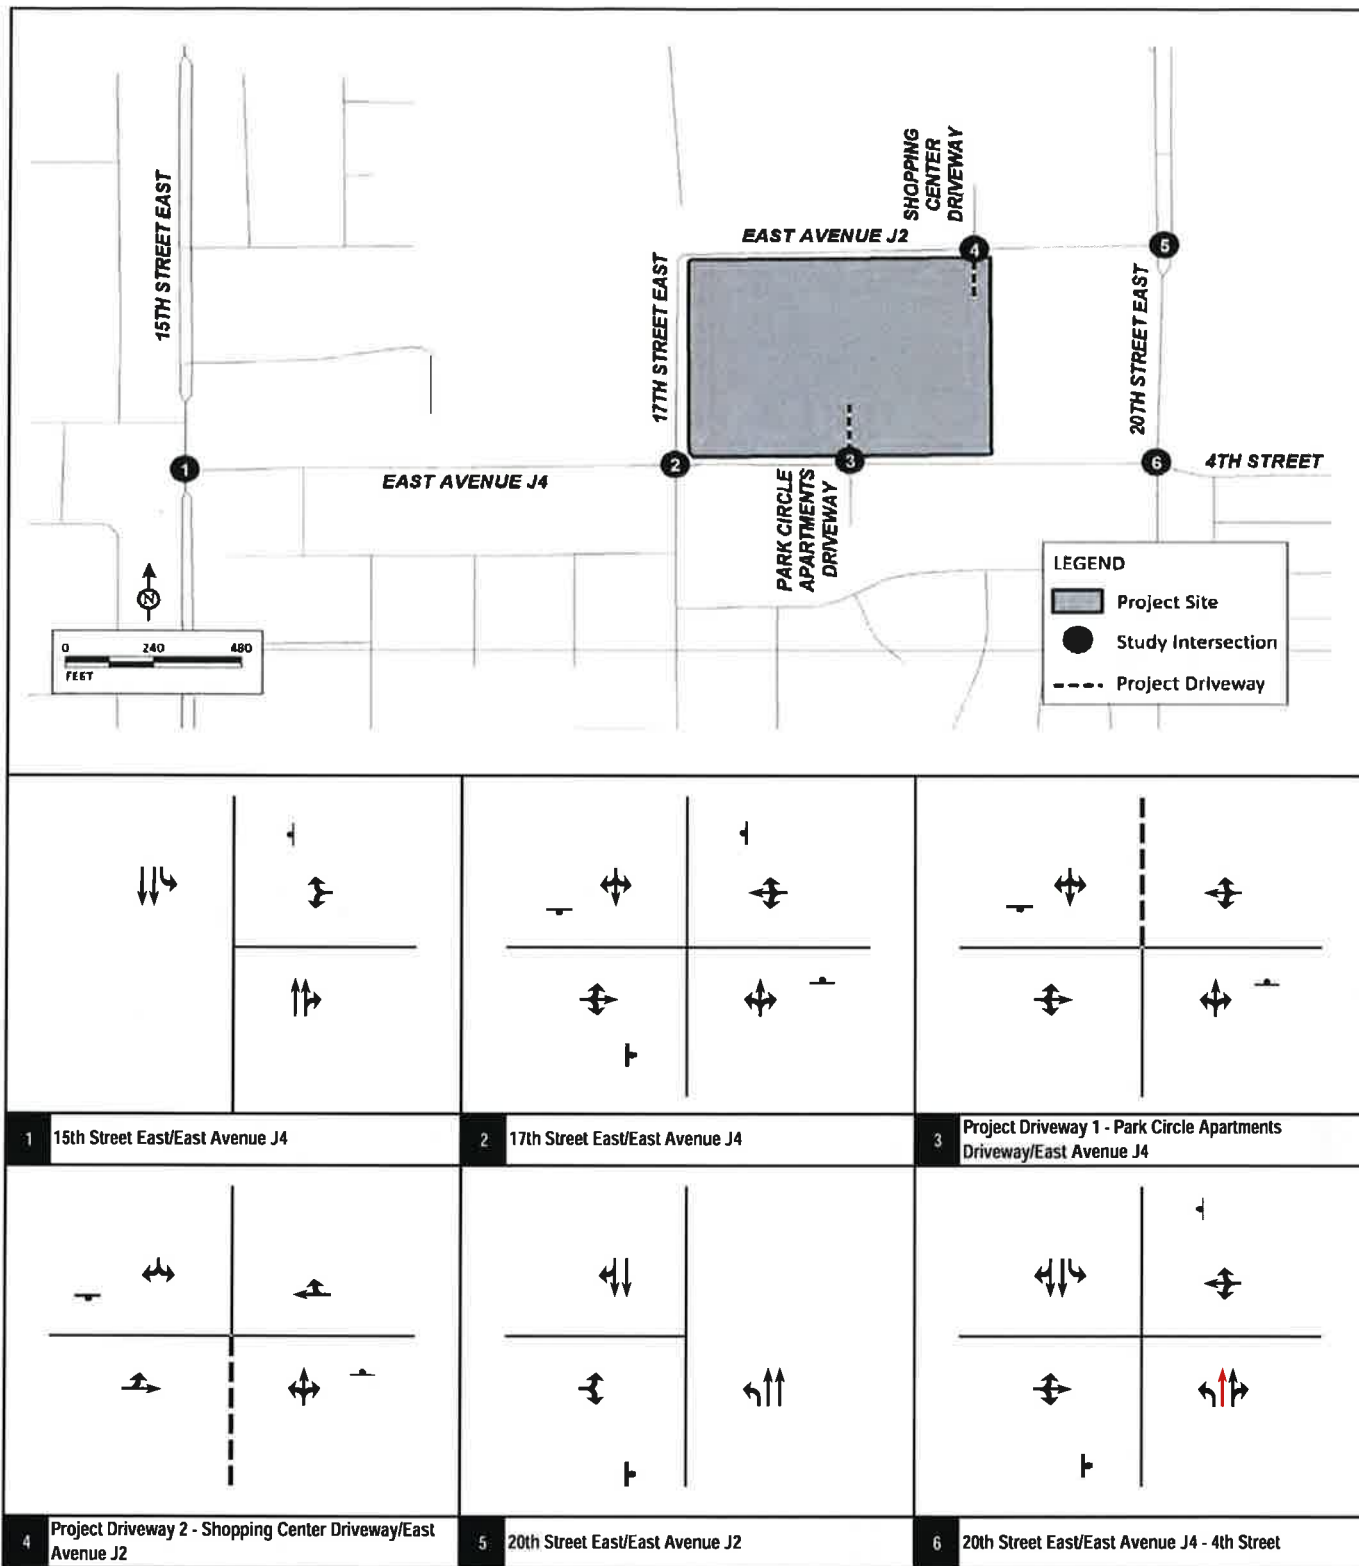 SHOPPING
CENTER
DRIVEWAY
15TH STREET EAST
EAST AVENUE J2
17TH STREET EAST
20TH STREET EAST
4
5
1
2
3
6
EAST AVENUE J4
4TH STREET
PARK CIRCLE
APARTMENTS
DRIVEWAY
N
0 240 480
FEET
LEGEND
Project Site
Study Intersection
Project Driveway
1 15th Street East/East Avenue J4
2 17th Street East/East Avenue J4
3 Project Driveway 1 - Park Circle Apartments
Driveway/East Avenue J4
4 Project Driveway 2 - Shopping Center Driveway/East
Avenue J2
5 20th Street East/East Avenue J2
6 20th Street East/East Avenue J4 - 4th Street